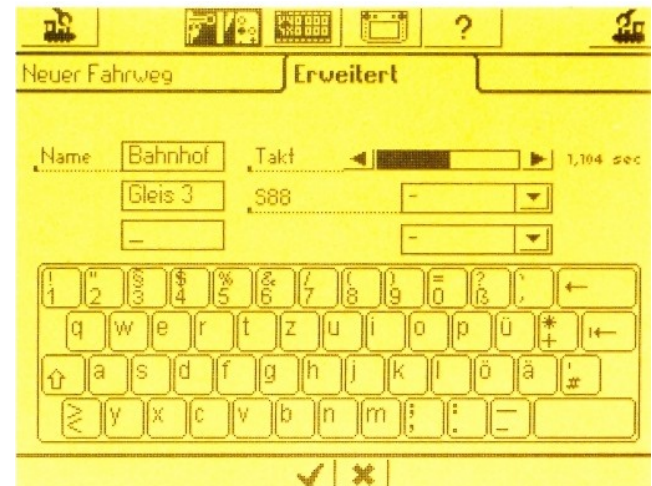 ?
Neuer Fahrweg Erweitert
Name Bahnhof Takt 1,104 sec
Gleis 3 S88 -
_ -
! " § $ % & / ( ) = ? `
1 2 3 4 5 6 7 8 9 0 ß ´ ←
q w e r t z u i o p ü * + I←
⇧ a s d f g h j k l ö ä ' #
> < y x c v b n m ; , : . _ -